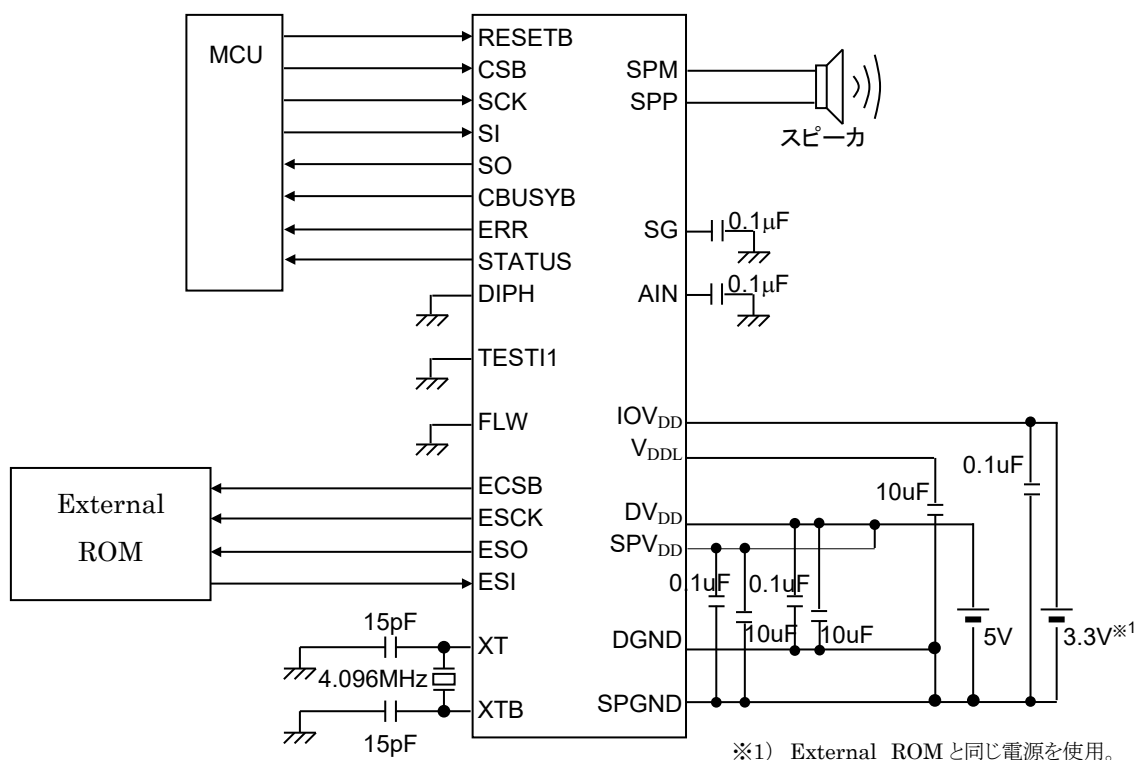 MCU
RESETB
CSB
SCK
SI
SO
CBUSYB
ERR
STATUS
DIPH
TESTI1
FLW
External
ROM
ECSB
ESCK
ESO
ESI
15pF
XT
4.096MHz
XTB
15pF
SPM
SPP
スピーカ
SG
0.1µF
AIN
0.1µF
IOVDD
VDDL
0.1uF
10uF
DVDD
SPVDD
0.1uF
0.1uF
10uF
10uF
DGND
5V
3.3V※1
SPGND
※1） External ROMと同じ電源を使用。